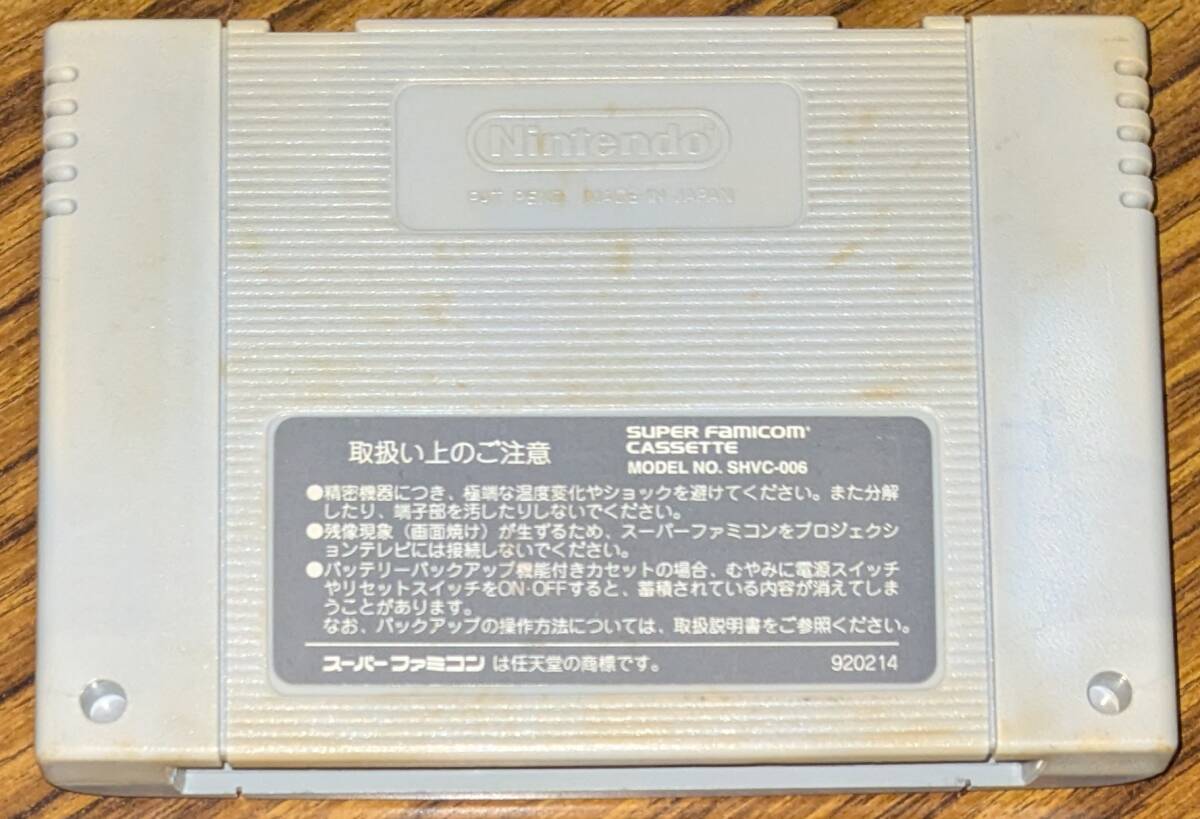 Nintendo®
PAT. PEND. MADE IN JAPAN
取扱い上のご注意
SUPER FAMICOM®
CASSETTE
MODEL NO. SHVC-006
●精密機器につき、極端な温度変化やショックを避けてください。また分解
したり、端子部を汚したりしないでください。
●残像現象（画面焼け）が生ずるため、スーパーファミコンをプロジェクシ
ョンテレビには接続しないでください。
●バッテリーバックアップ機能付きカセットの場合、むやみに電源スイッチ
やリセットスイッチをON·OFFすると、蓄積されている内容が消えてしま
うことがあります。
なお、バックアップの操作方法については、取扱説明書をご参照ください。
スーパーファミコンは任天堂の商標です。
920214